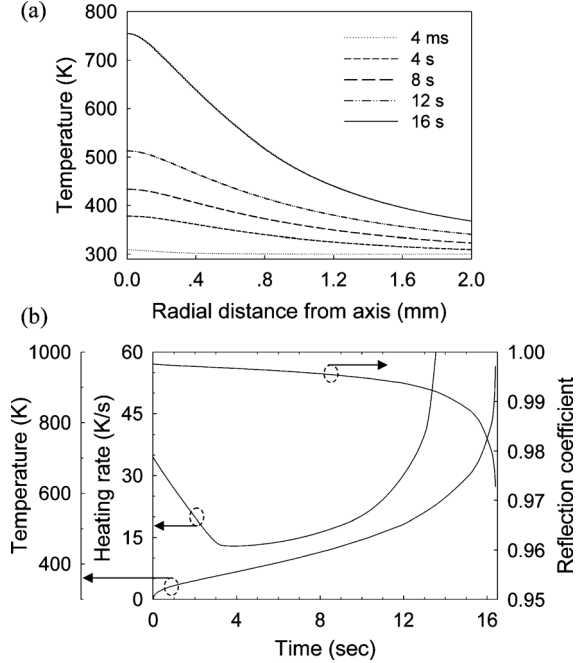 (a)
800
700
600
500
400
300
Temperature (K)
4 ms
4 s
8 s
12 s
16 s
0.0 .4 .8 1.2 1.6 2.0
Radial distance from axis (mm)
(b)
1000
800
600
400
Temperature (K)
60
45
30
15
0
Heating rate (K/s)
1.00
0.99
0.98
0.97
0.96
0.95
Reflection coefficient
0 4 8 12 16
Time (sec)